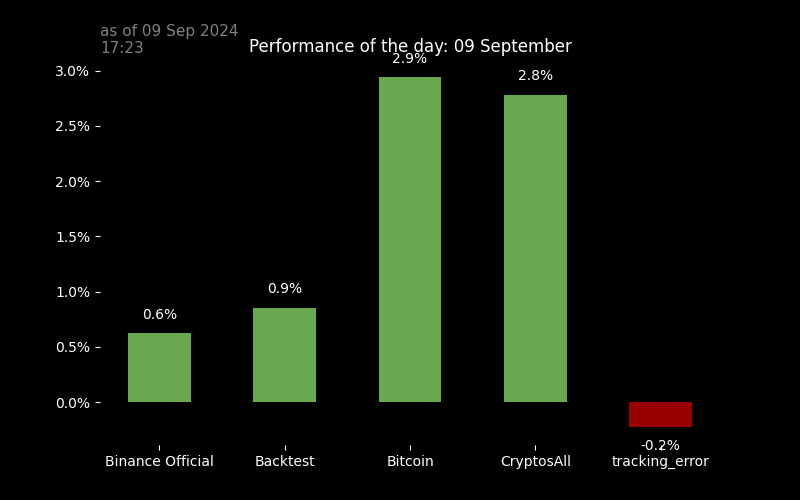 as of 09 Sep 2024
17:23
Performance of the day: 09 September
3.0%
2.5%
2.0%
1.5%
1.0%
0.5%
0.0%
0.6%
0.9%
2.9%
2.8%
-0.2%
Binance Official
Backtest
Bitcoin
CryptosAll
tracking_error